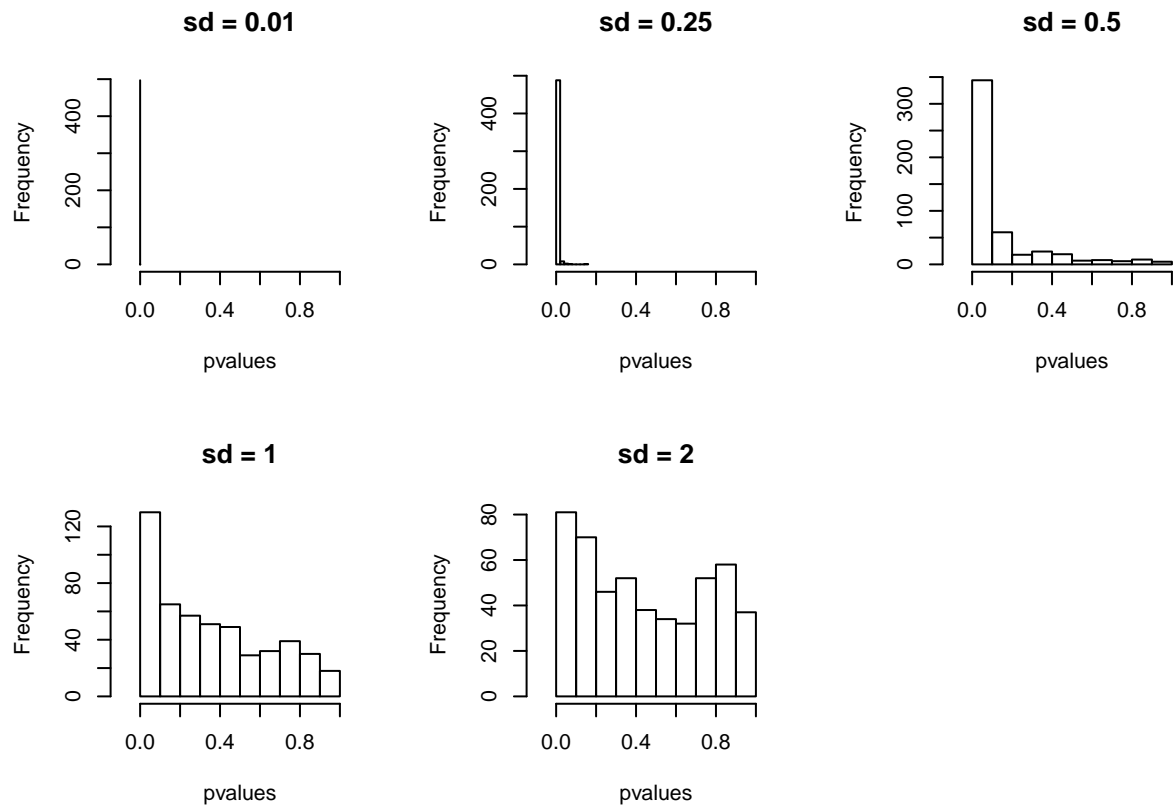 sd = 0.01
Frequency
0 200 400
0.0 0.4 0.8
pvalues
sd = 0.25
Frequency
0 200 400
0.0 0.4 0.8
pvalues
sd = 0.5
Frequency
0 100 200 300
0.0 0.4 0.8
pvalues
sd = 1
Frequency
0 40 80 120
0.0 0.4 0.8
pvalues
sd = 2
Frequency
0 20 40 60 80
0.0 0.4 0.8
pvalues